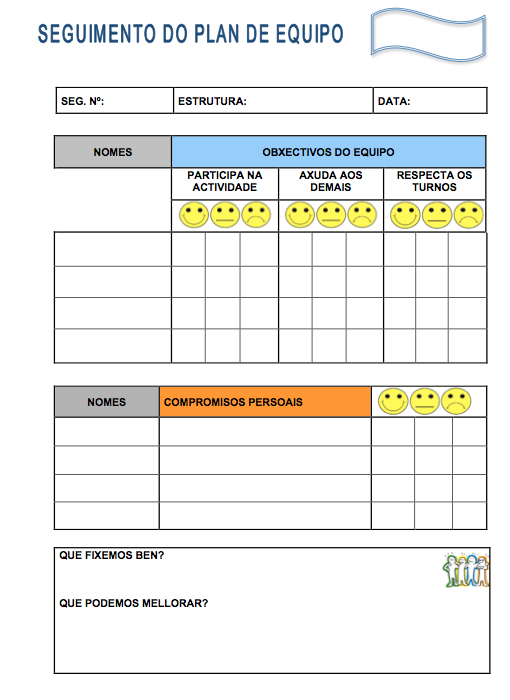 SEGUIMENTO DO PLAN DE EQUIPO
SEG. Nº: ESTRUTURA: DATA:
NOMES OBXECTIVOS DO EQUIPO
PARTICIPA NA ACTIVIDADE
AXUDA AOS DEMAIS
RESPECTA OS TURNOS
NOMES COMPROMISOS PERSOAIS
QUE FIXEMOS BEN?
QUE PODEMOS MELLORAR?